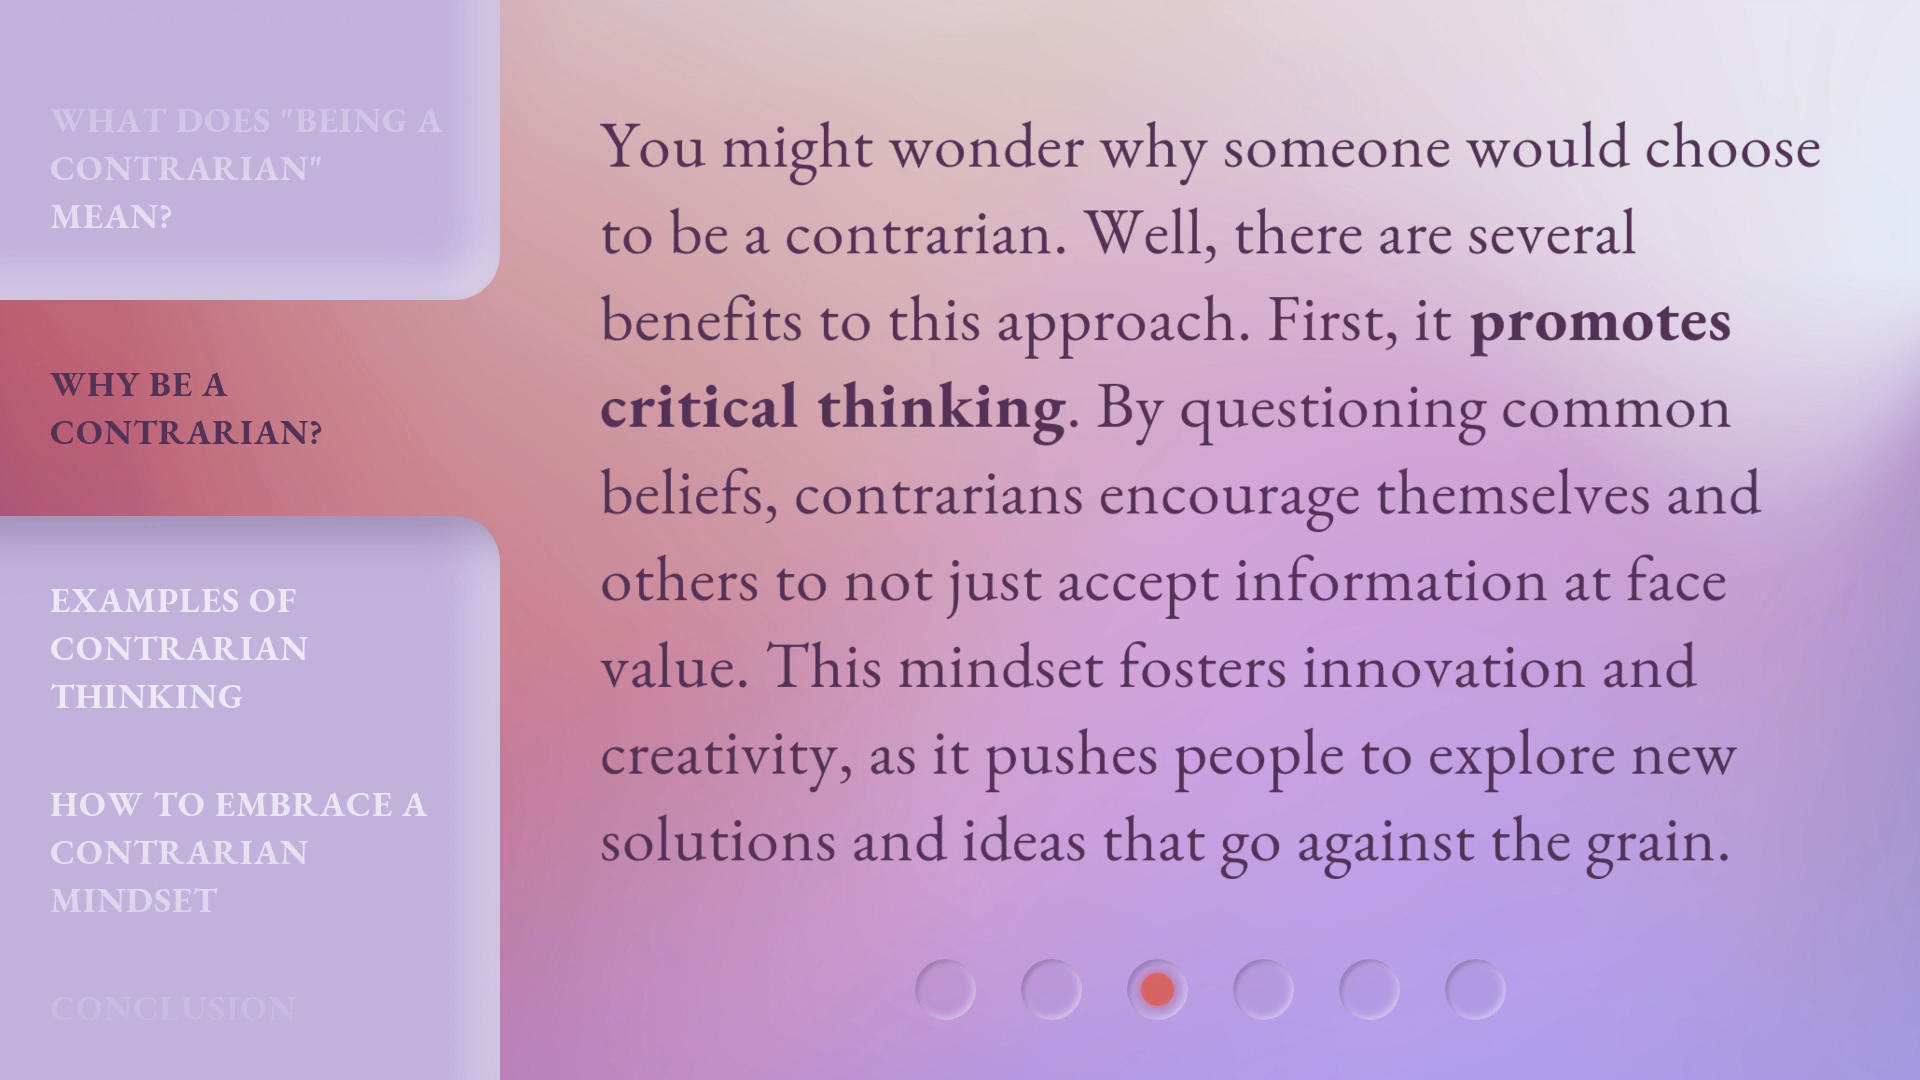 WHAT DOES "BEING A
CONTRARIAN"
MEAN?
WHY BE A
CONTRARIAN?
EXAMPLES OF
CONTRARIAN
THINKING
HOW TO EMBRACE A
CONTRARIAN
MINDSET
CONCLUSION
You might wonder why someone would choose
to be a contrarian. Well, there are several
benefits to this approach. First, it promotes
critical thinking. By questioning common
beliefs, contrarians encourage themselves and
others to not just accept information at face
value. This mindset fosters innovation and
creativity, as it pushes people to explore new
solutions and ideas that go against the grain.